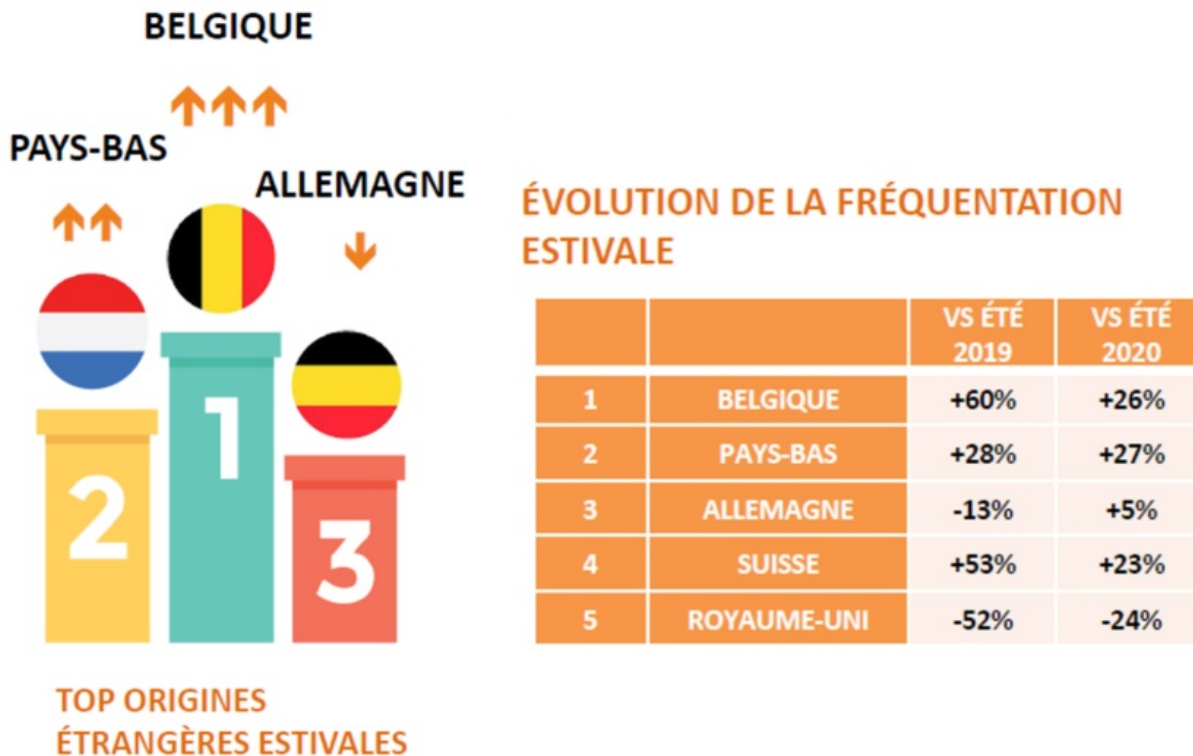 BELGIQUE
PAYS-BAS
ALLEMAGNE
2
1
3
TOP ORIGINES
ÉTRANGÈRES ESTIVALES
ÉVOLUTION DE LA FRÉQUENTATION
ESTIVALE
VS ÉTÉ 2019 VS ÉTÉ 2020
1 BELGIQUE +60% +26%
2 PAYS-BAS +28% +27%
3 ALLEMAGNE -13% +5%
4 SUISSE +53% +23%
5 ROYAUME-UNI -52% -24%